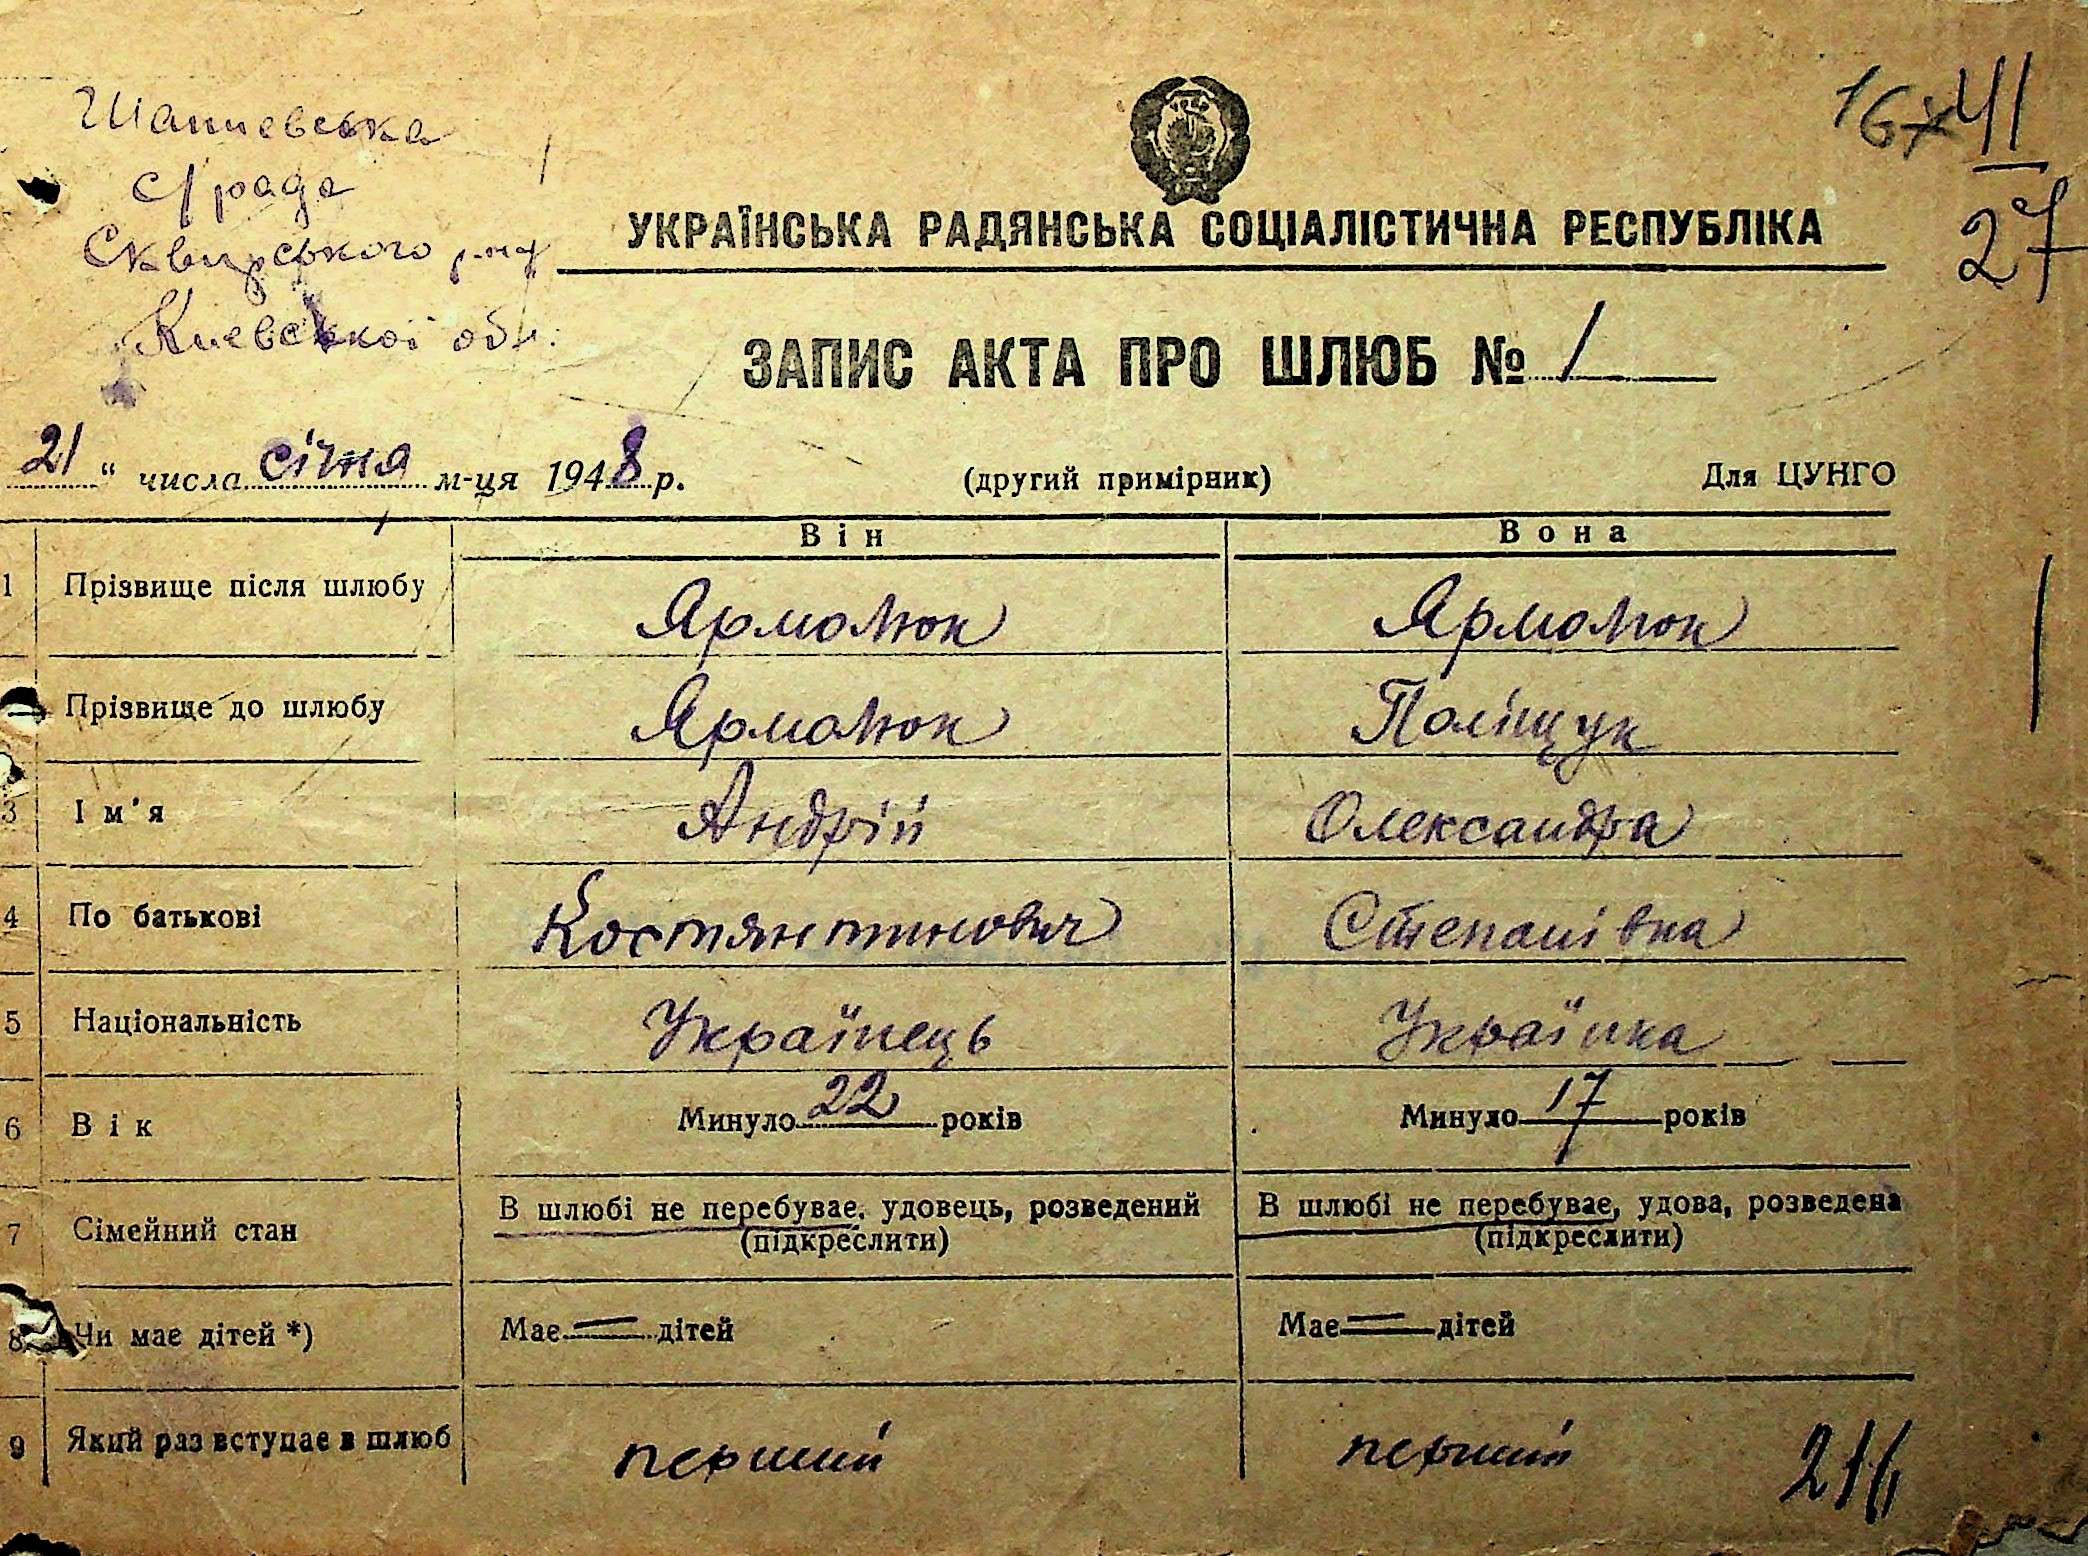 с/рада
Сквирського р-ну
Киевської обл.
16 х 41
27
УКРАЇНСЬКА РАДЯНСЬКА СОЦІАЛІСТИЧНА РЕСПУБЛІКА
ЗАПИС АКТА ПРО ШЛЮБ № 1
21 " числа січня м-ця 1948 р. (другий примірник) Для ЦУНГО
Він Вона
1 Прізвище після шлюбу Ярмолюк Ярмолюк
Прізвище до шлюбу Ярмолюк Поліщук
3 Ім'я Андрій Олександра
4 По батькові Костянтинович Степанівна
5 Національність Українець Українка
6 Вік Минуло 22 років Минуло 17 років
7 Сімейний стан В шлюбі не перебуває, удовець, розведений В шлюбі не перебуває, удова, розведена
(підкреслити) (підкреслити)
8 Чи має дітей *) Має — дітей Має — дітей
9 Який раз вступає в шлюб перший перший
216